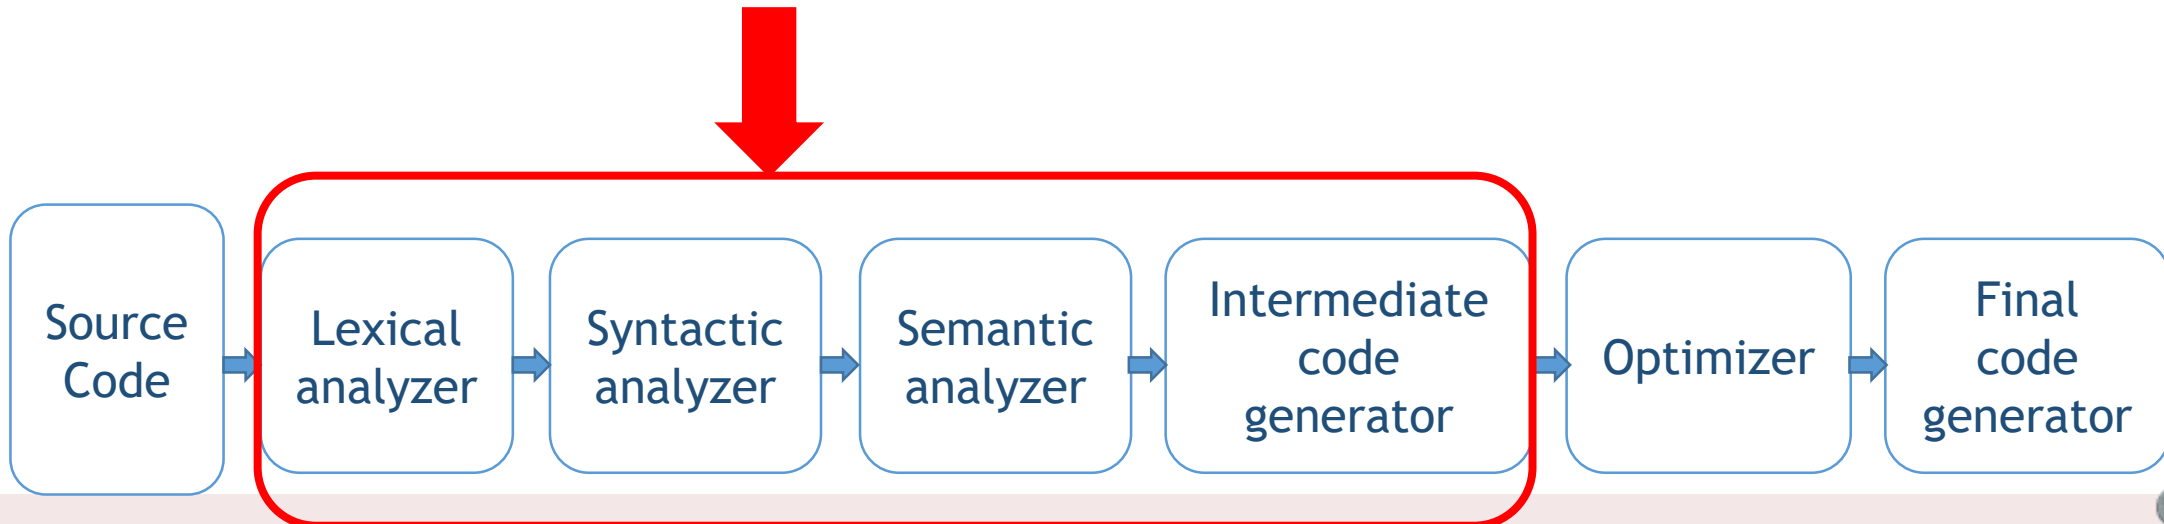 Source
Code
Lexical
analyzer
Syntactic
analyzer
Semantic
analyzer
Intermediate
code
generator
Optimizer
Final
code
generator